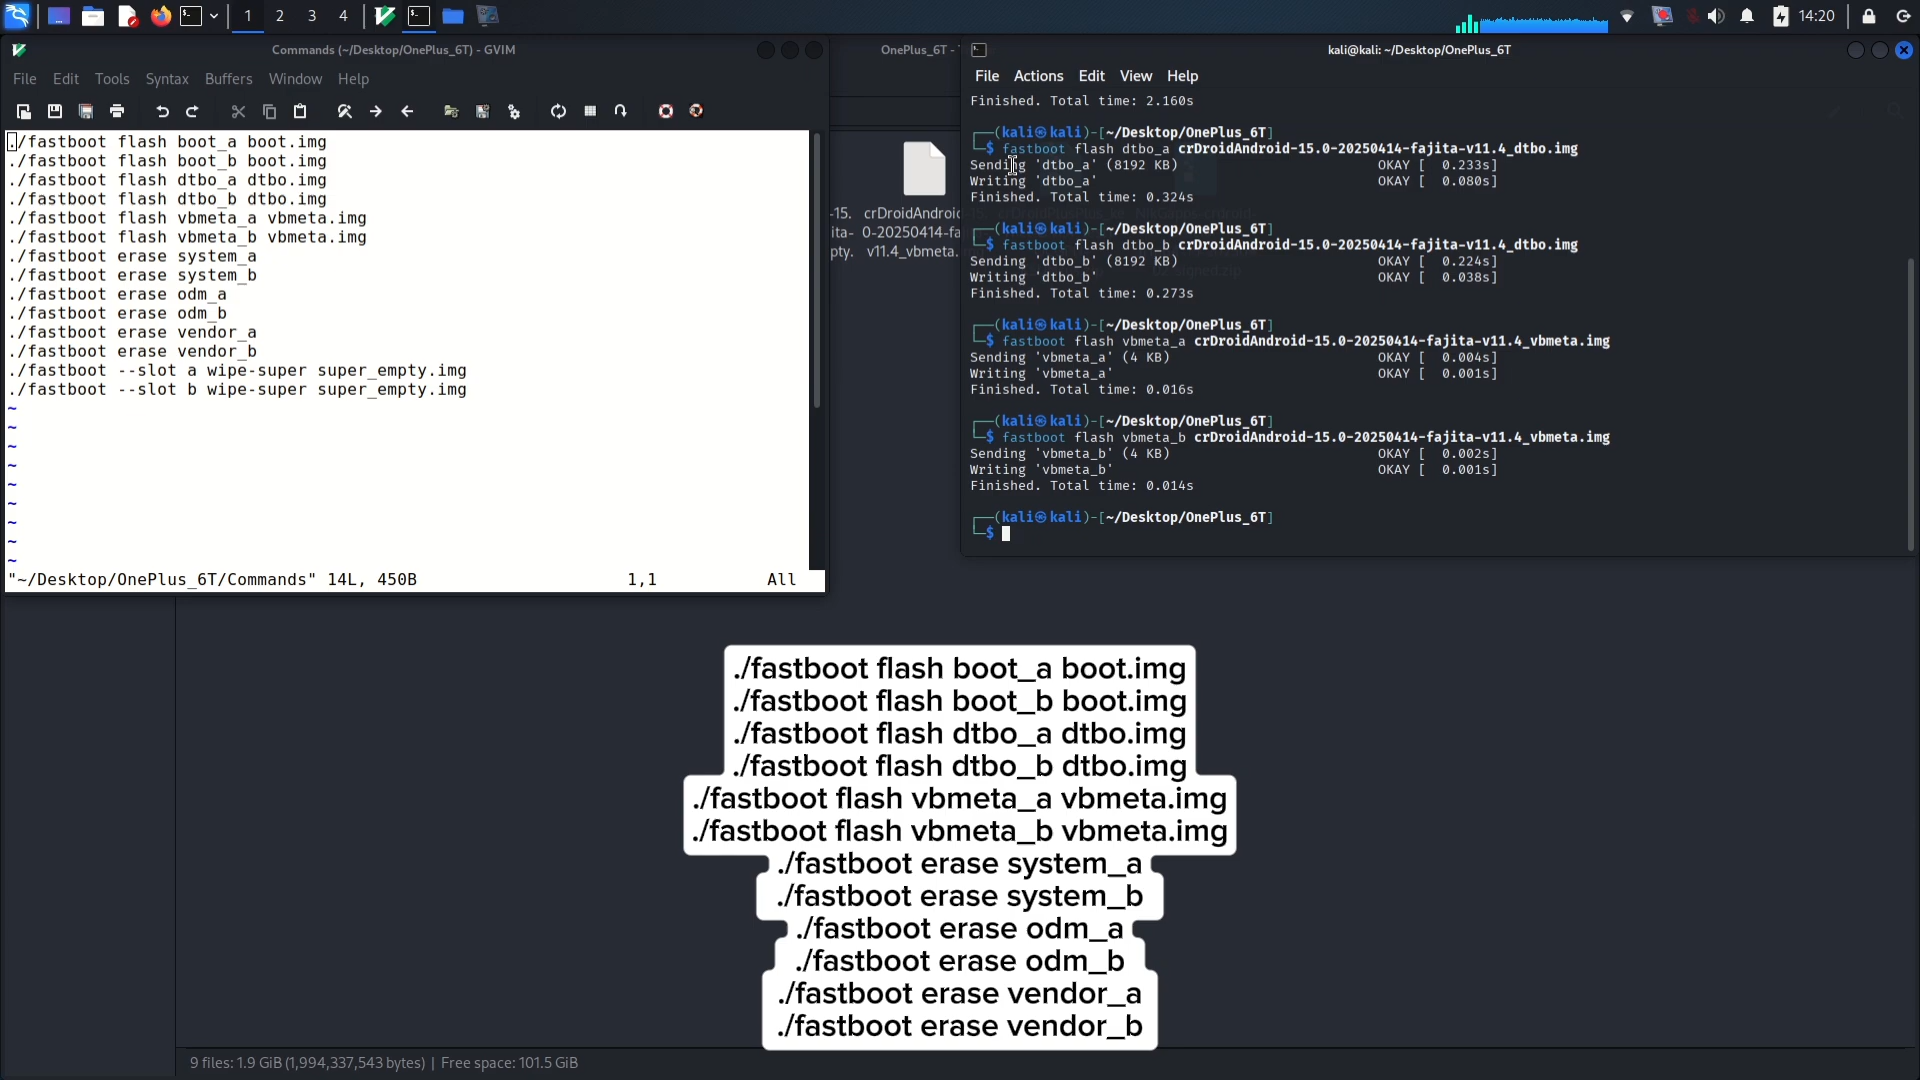 1 2 3 4
14:20
Commands (~/Desktop/OnePlus_6T) - GVIM
File Edit Tools Syntax Buffers Window Help
./fastboot flash boot_a boot.img
./fastboot flash boot_b boot.img
./fastboot flash dtbo_a dtbo.img
./fastboot flash dtbo_b dtbo.img
./fastboot flash vbmeta_a vbmeta.img
./fastboot flash vbmeta_b vbmeta.img
./fastboot erase system_a
./fastboot erase system_b
./fastboot erase odm_a
./fastboot erase odm_b
./fastboot erase vendor_a
./fastboot erase vendor_b
./fastboot --slot a wipe-super super_empty.img
./fastboot --slot b wipe-super super_empty.img
~
~
~
~
~
~
~
~
~
"~/Desktop/OnePlus_6T/Commands" 14L, 450B 1,1 All
OnePlus_6T -
-15. crDroidAndroid
ita- 0-20250414-fa
pty. v11.4_vbmeta.
kali@kali: ~/Desktop/OnePlus_6T
File Actions Edit View Help
Finished. Total time: 2.160s
┌──(kali㉿kali)-[~/Desktop/OnePlus_6T]
└─$ fastboot flash dtbo_a crDroidAndroid-15.0-20250414-fajita-v11.4_dtbo.img
Sending 'dtbo_a' (8192 KB) OKAY [ 0.233s]
Writing 'dtbo_a' OKAY [ 0.080s]
Finished. Total time: 0.324s
┌──(kali㉿kali)-[~/Desktop/OnePlus_6T]
└─$ fastboot flash dtbo_b crDroidAndroid-15.0-20250414-fajita-v11.4_dtbo.img
Sending 'dtbo_b' (8192 KB) OKAY [ 0.224s]
Writing 'dtbo_b' OKAY [ 0.038s]
Finished. Total time: 0.273s
┌──(kali㉿kali)-[~/Desktop/OnePlus_6T]
└─$ fastboot flash vbmeta_a crDroidAndroid-15.0-20250414-fajita-v11.4_vbmeta.img
Sending 'vbmeta_a' (4 KB) OKAY [ 0.004s]
Writing 'vbmeta_a' OKAY [ 0.001s]
Finished. Total time: 0.016s
┌──(kali㉿kali)-[~/Desktop/OnePlus_6T]
└─$ fastboot flash vbmeta_b crDroidAndroid-15.0-20250414-fajita-v11.4_vbmeta.img
Sending 'vbmeta_b' (4 KB) OKAY [ 0.002s]
Writing 'vbmeta_b' OKAY [ 0.001s]
Finished. Total time: 0.014s
┌──(kali㉿kali)-[~/Desktop/OnePlus_6T]
└─$
./fastboot flash boot_a boot.img
./fastboot flash boot_b boot.img
./fastboot flash dtbo_a dtbo.img
./fastboot flash dtbo_b dtbo.img
./fastboot flash vbmeta_a vbmeta.img
./fastboot flash vbmeta_b vbmeta.img
./fastboot erase system_a
./fastboot erase system_b
./fastboot erase odm_a
./fastboot erase odm_b
./fastboot erase vendor_a
./fastboot erase vendor_b
9 files: 1.9 GiB (1,994,337,543 bytes) | Free space: 101.5 GiB